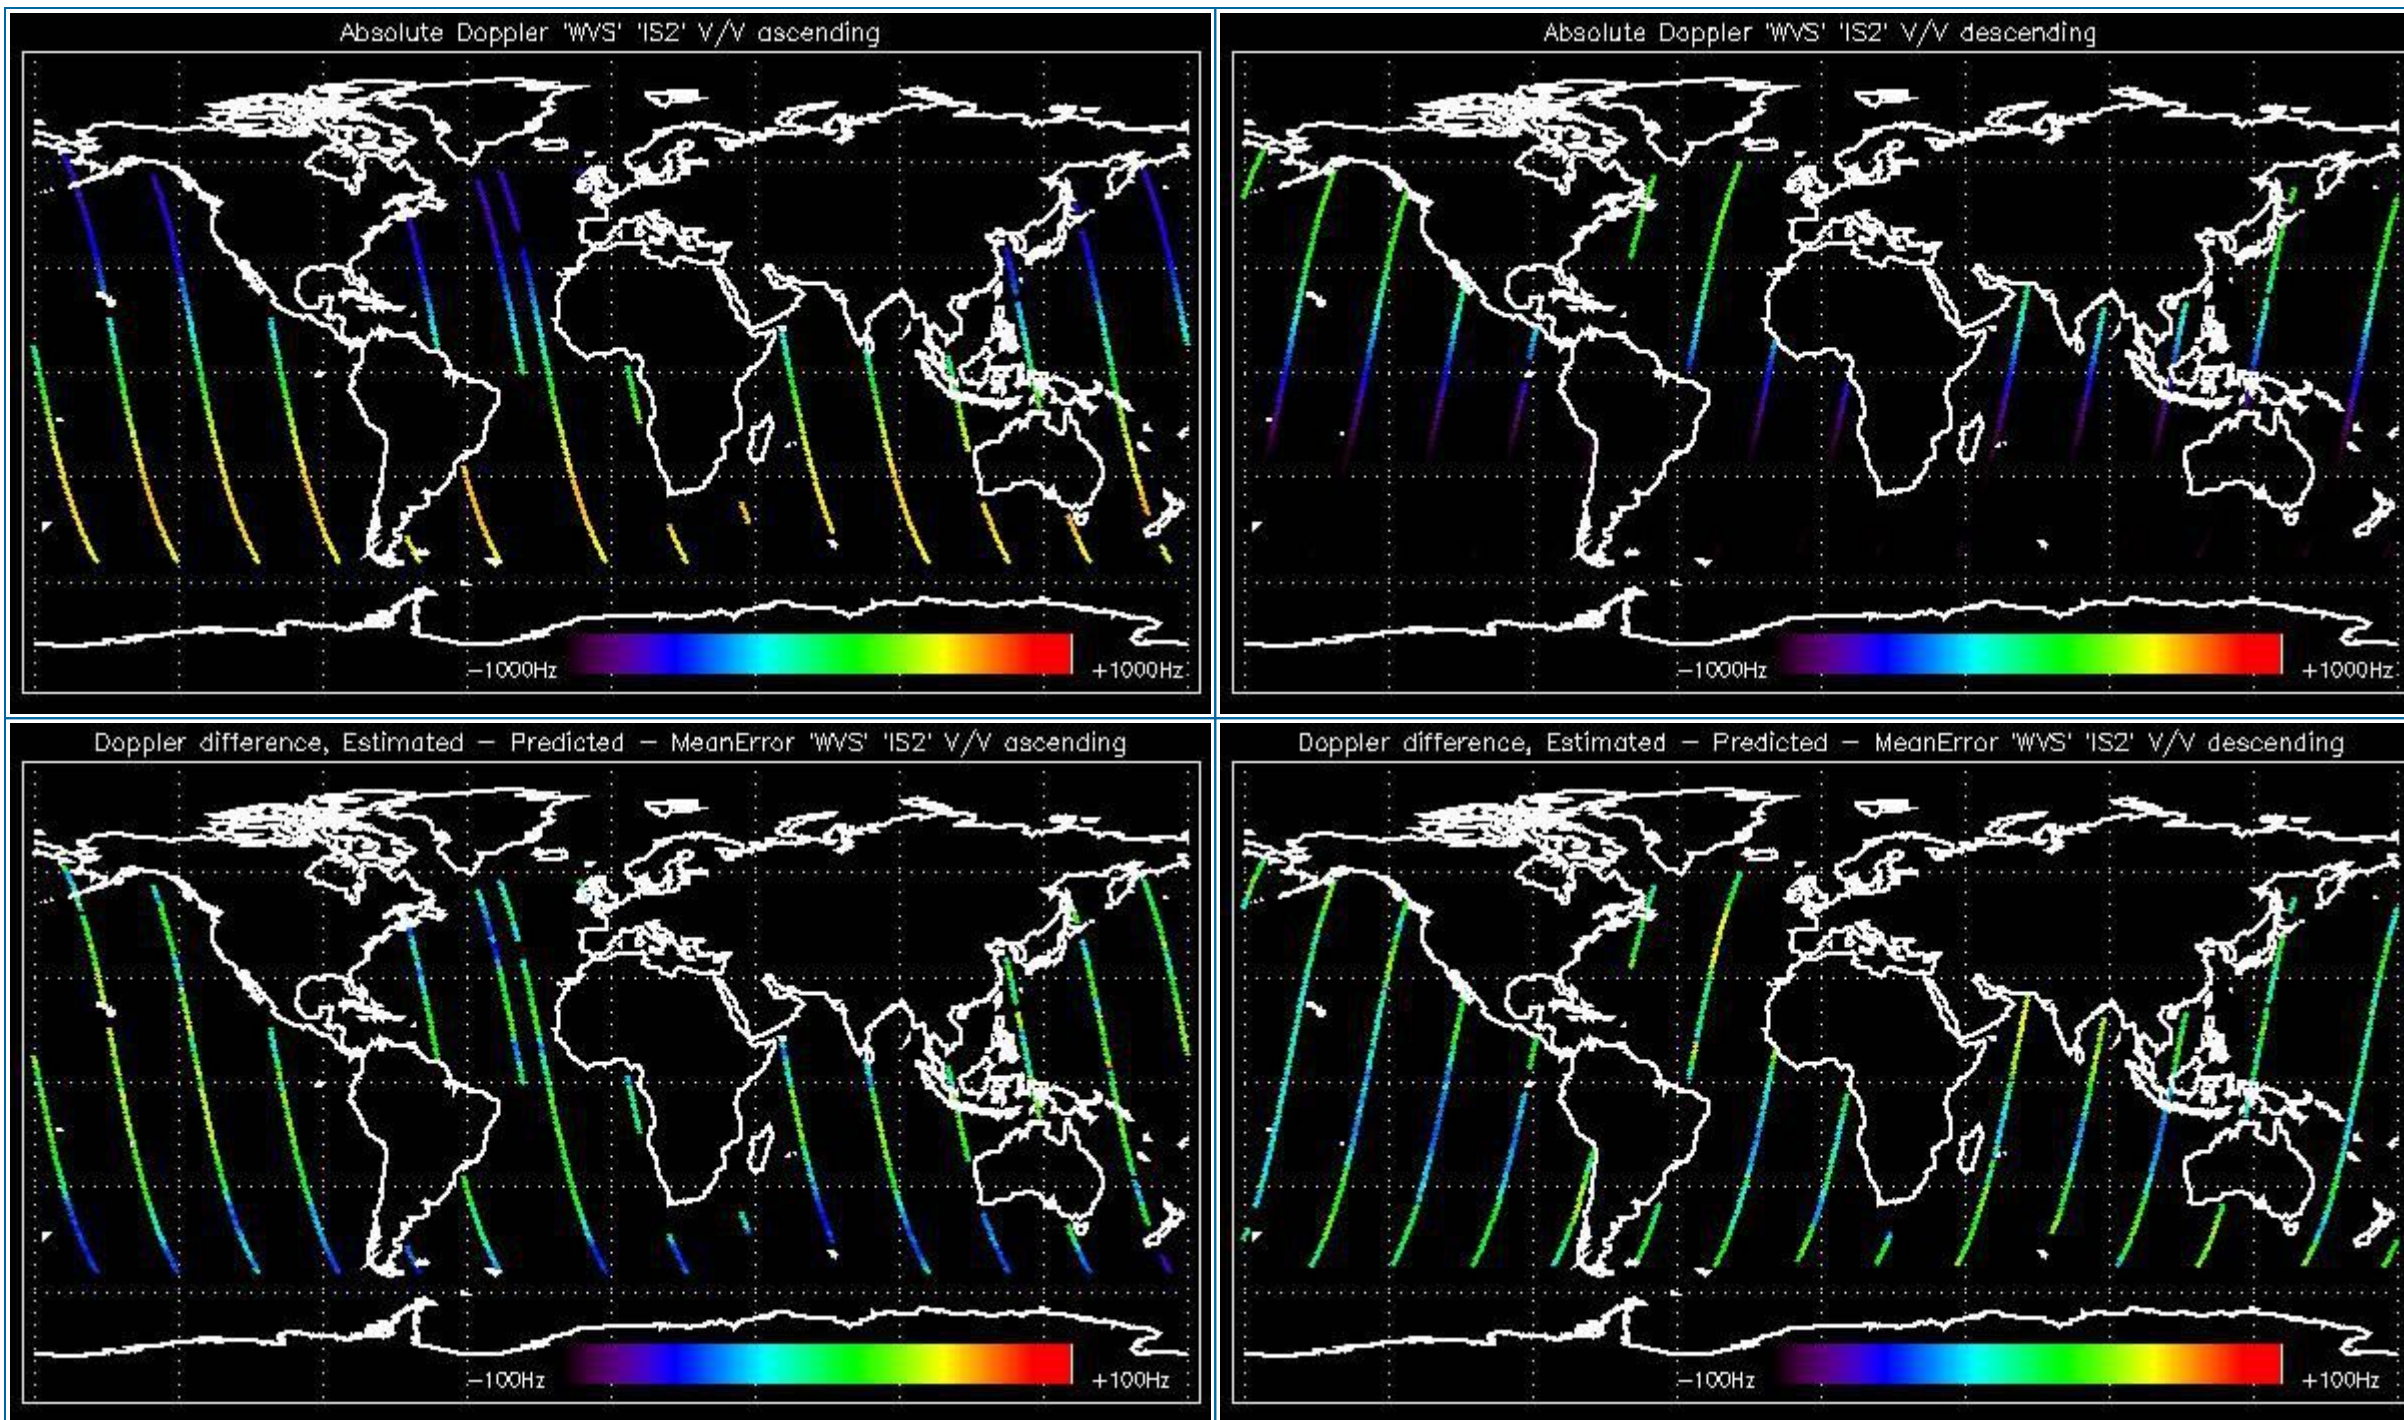 Absolute Doppler 'WVS' 'IS2' V/V ascending
-1000Hz
+1000Hz
Absolute Doppler 'WVS' 'IS2' V/V descending
-1000Hz
+1000Hz
Doppler difference, Estimated - Predicted - MeanError 'WVS' 'IS2' V/V ascending
-100Hz
+100Hz
Doppler difference, Estimated - Predicted - MeanError 'WVS' 'IS2' V/V descending
-100Hz
+100Hz